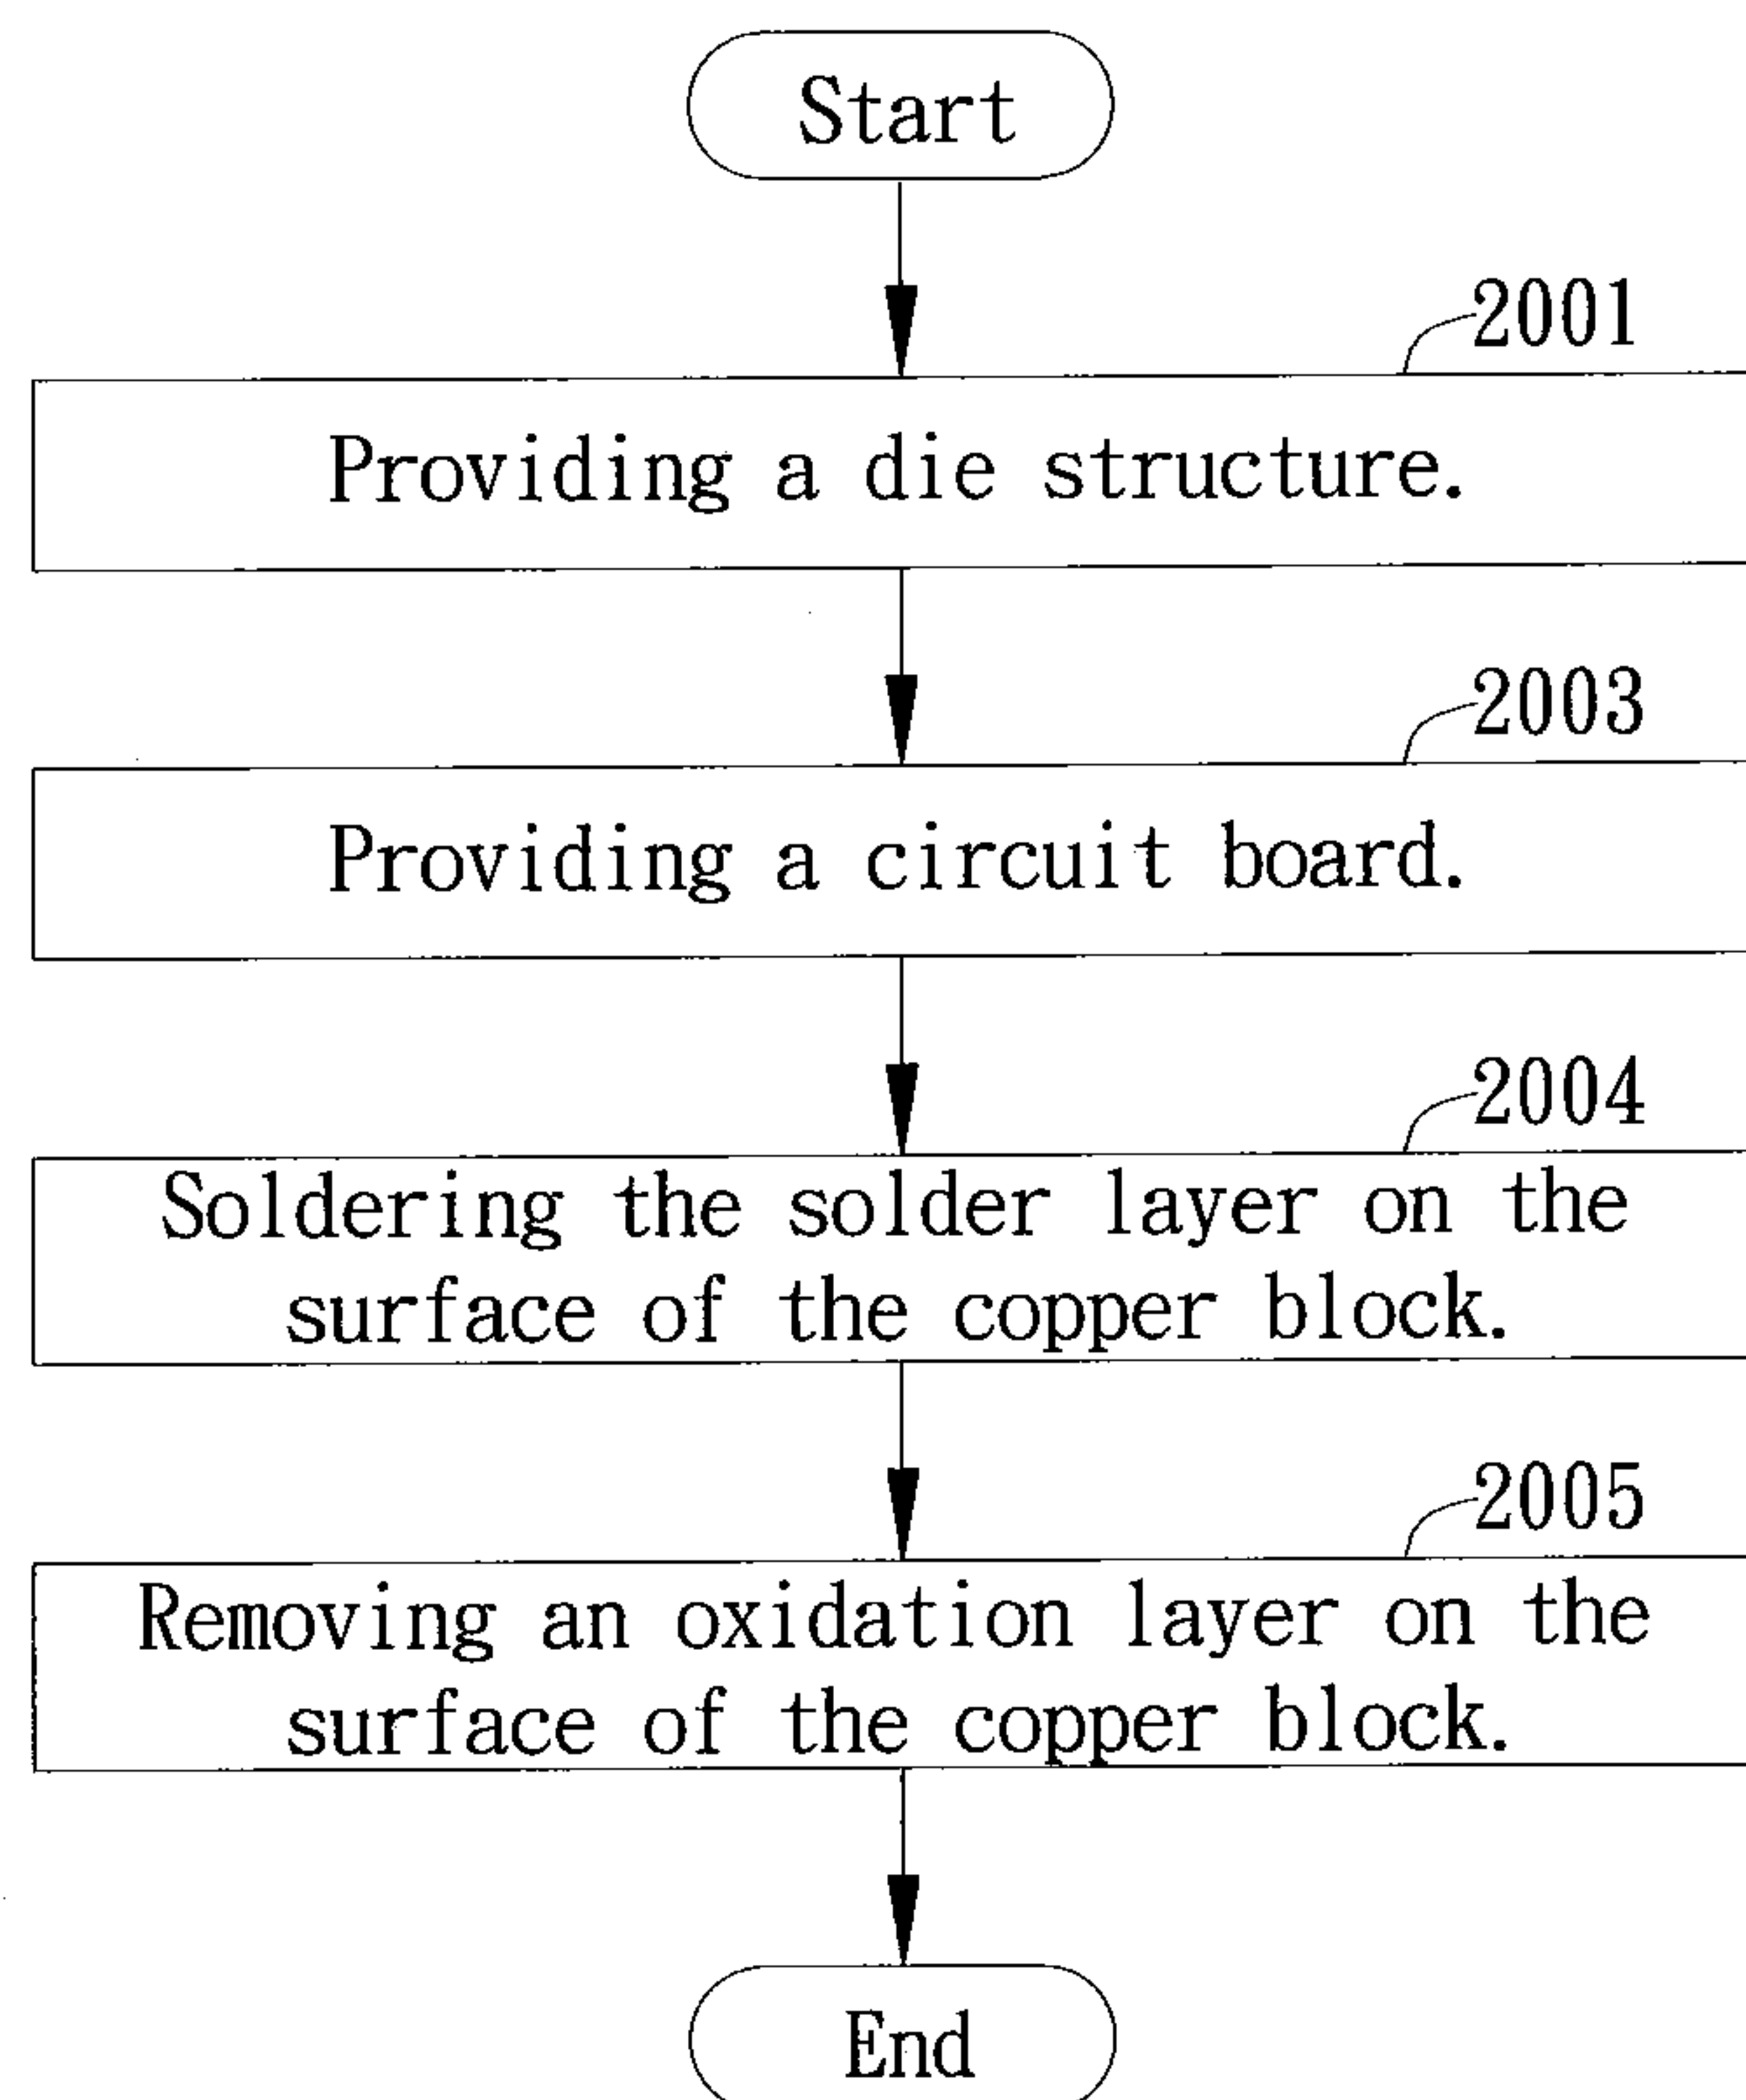 Start
2001
Providing a die structure.
2003
Providing a circuit board.
2004
Soldering the solder layer on the
surface of the copper block.
2005
Removing an oxidation layer on the
surface of the copper block.
End